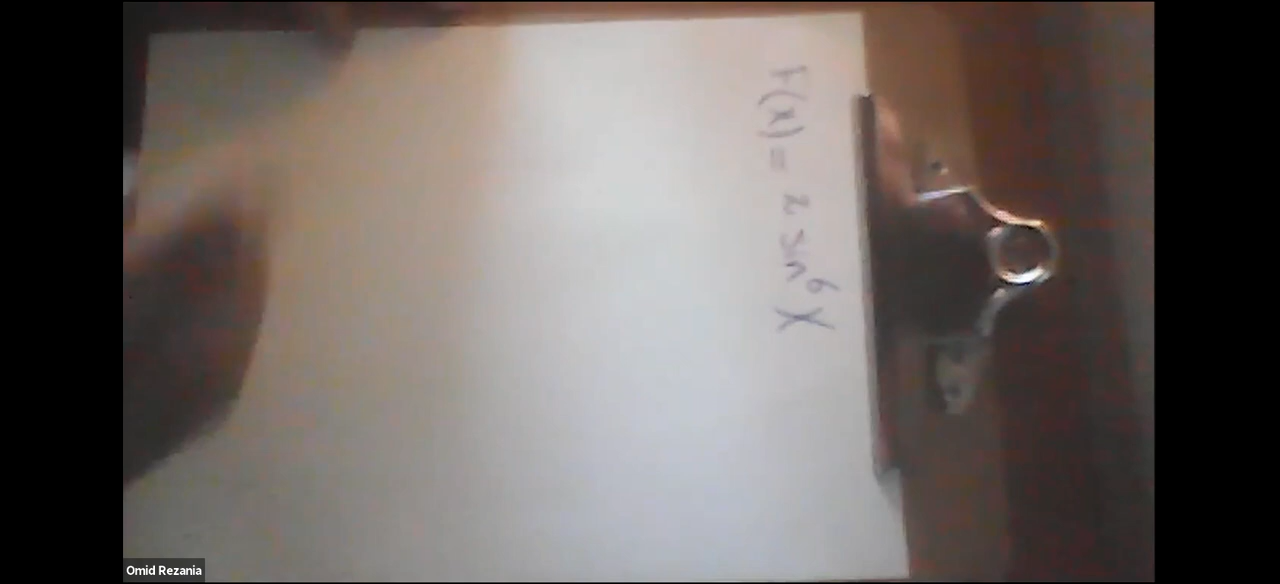 F(x) = 2 sin⁶ x
Omid Rezania